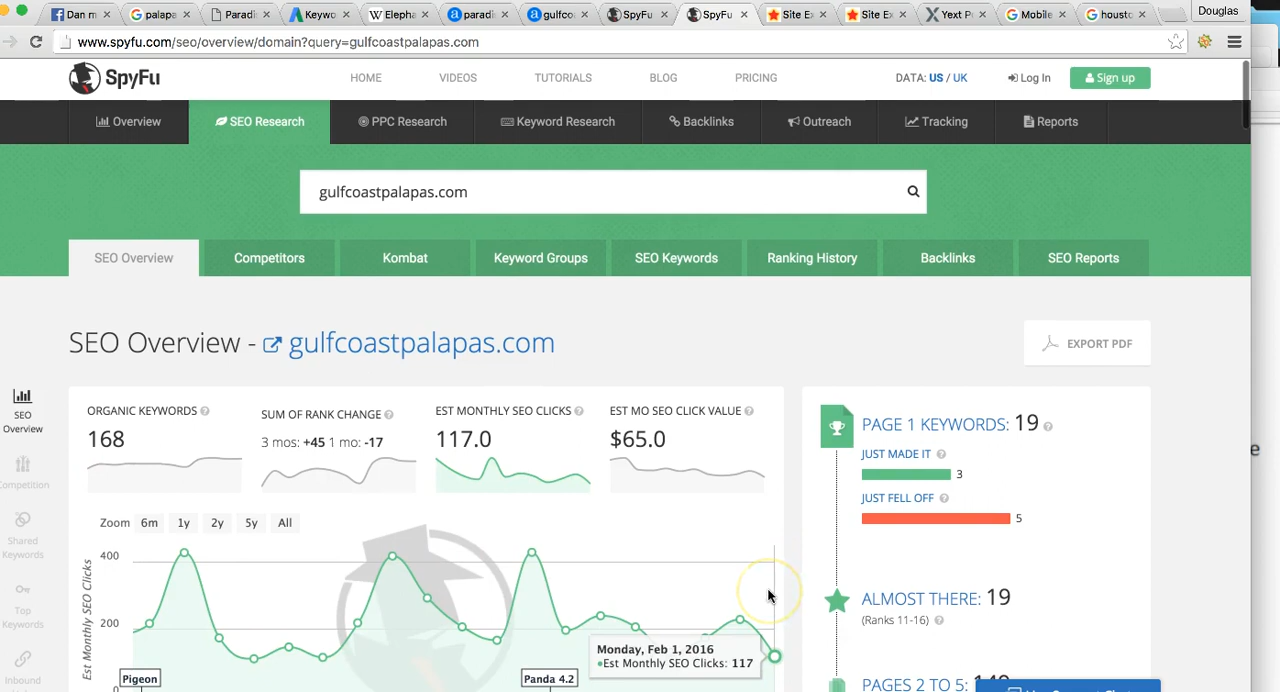 Dan m
palapa
Paradi
Keywo
Eleph
paradis
gulfco
SpyFu
SpyFu
Site Ex
Site Ex
Yext P
Mobile
houst
Douglas
www.spyfu.com/seo/overview/domain?query=gulfcoastpalapas.com
SpyFu
HOME VIDEOS TUTORIALS BLOG PRICING DATA: US / UK Log In Sign up
Overview SEO Research PPC Research Keyword Research Backlinks Outreach Tracking Reports
gulfcoastpalapas.com
SEO Overview Competitors Kombat Keyword Groups SEO Keywords Ranking History Backlinks SEO Reports
SEO Overview - gulfcoastpalapas.com
EXPORT PDF
SEO
Overview
Competition
Shared
Keywords
Top
Keywords
Inbound
ORGANIC KEYWORDS
168
SUM OF RANK CHANGE
3 mos: +45 1 mo: -17
EST MONTHLY SEO CLICKS
117.0
EST MO SEO CLICK VALUE
$65.0
Zoom 6m 1y 2y 5y All
Est Monthly SEO Clicks
400
200
0
Pigeon
Panda 4.2
Monday, Feb 1, 2016
Est Monthly SEO Clicks: 117
PAGE 1 KEYWORDS: 19
JUST MADE IT
3
JUST FELL OFF
5
ALMOST THERE: 19
(Ranks 11-16)
PAGES 2 TO 5:
e